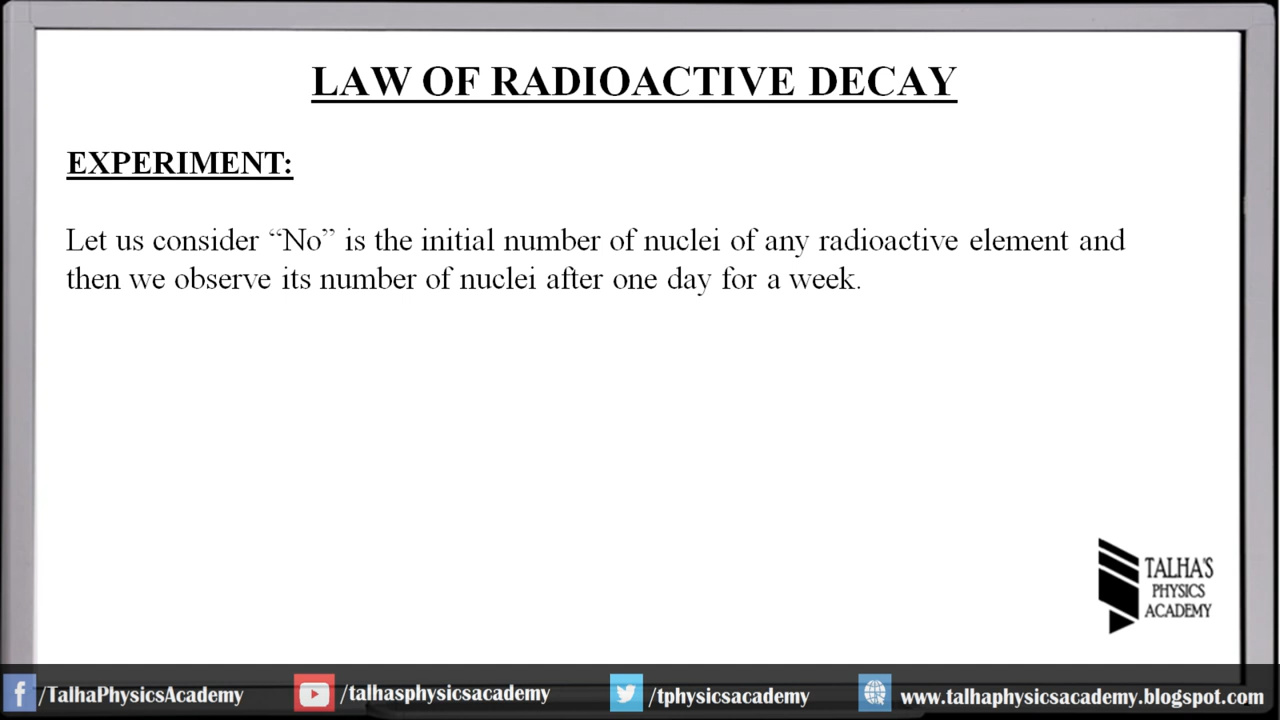 LAW OF RADIOACTIVE DECAY
EXPERIMENT:
Let us consider “No” is the initial number of nuclei of any radioactive element and
then we observe its number of nuclei after one day for a week.
TALHA'S
PHYSICS
ACADEMY
/TalhaPhysicsAcademy
/talhasphysicsacademy
/tphysicsacademy
www.talhaphysicsacademy.blogspot.com